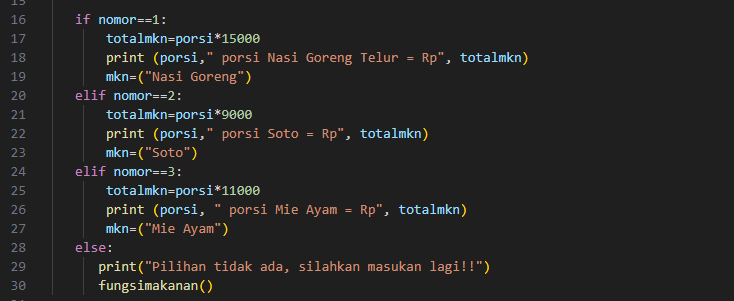 16 if nomor==1:
17 totalmkn=porsi*15000
18 print (porsi," porsi Nasi Goreng Telur = Rp", totalmkn)
19 mkn=("Nasi Goreng")
20 elif nomor==2:
21 totalmkn=porsi*9000
22 print (porsi," porsi Soto = Rp", totalmkn)
23 mkn=("Soto")
24 elif nomor==3:
25 totalmkn=porsi*11000
26 print (porsi, " porsi Mie Ayam = Rp", totalmkn)
27 mkn=("Mie Ayam")
28 else:
29 print("Pilihan tidak ada, silahkan masukan lagi!!")
30 fungsimakanan()